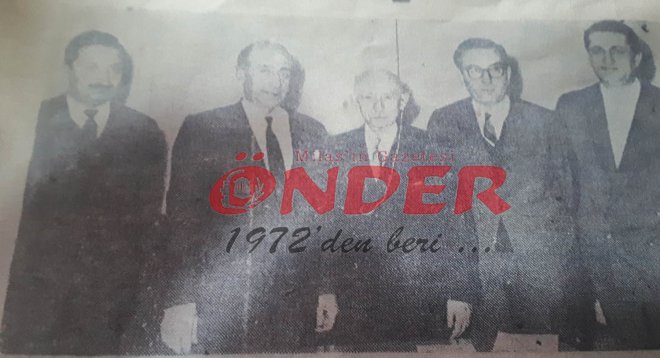 Milas'ın Gazetesi
ÖNDER
1972'den beri ...